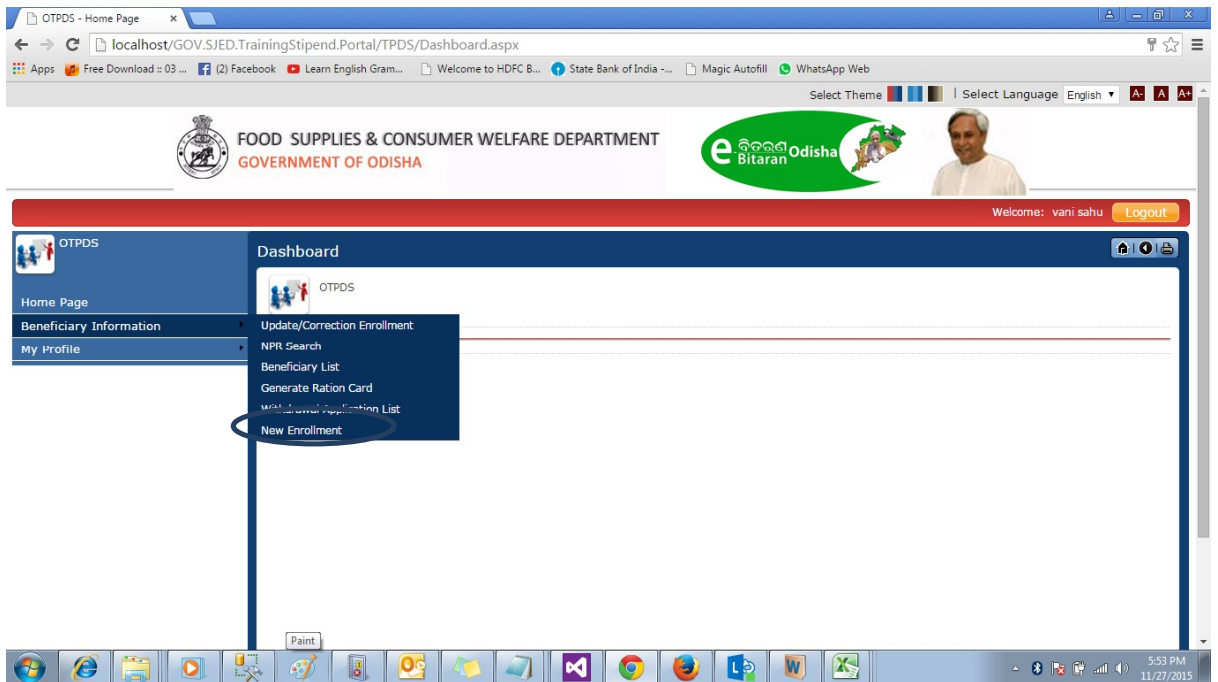 OTPDS - Home Page
localhost/GOV.SJED.TrainingStipend.Portal/TPDS/Dashboard.aspx
Apps Free Download :: 03 ... (2) Facebook Learn English Gram... Welcome to HDFC B... State Bank of India -... Magic Autofill WhatsApp Web
Select Theme | Select Language English A- A A+
FOOD SUPPLIES & CONSUMER WELFARE DEPARTMENT
GOVERNMENT OF ODISHA
e-ବିତରଣ Odisha
Bitaran
Welcome: vani sahu Logout
OTPDS
Dashboard
OTPDS
Home Page
Beneficiary Information
My Profile
Update/Correction Enrollment
NPR Search
Beneficiary List
Generate Ration Card
Withdrawal Application List
New Enrollment
Paint
5:53 PM
11/27/2015